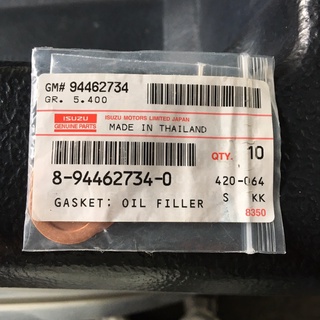 GM# 94462734
GR. 5.400
ISUZU
GENUINE PARTS
ISUZU MOTORS LIMITED JAPAN
MADE IN THAILAND
QTY. 10
8-94462734-0
420-064
GASKET: OIL FILLER
S KK
8350